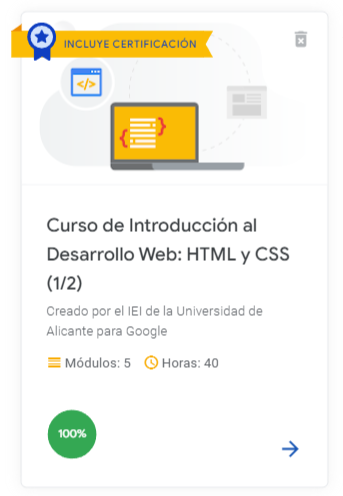 INCLUYE CERTIFICACIÓN
</>
{
}
Curso de Introducción al
Desarrollo Web: HTML y CSS
(1/2)
Creado por el IEI de la Universidad de
Alicante para Google
Módulos: 5 Horas: 40
100%